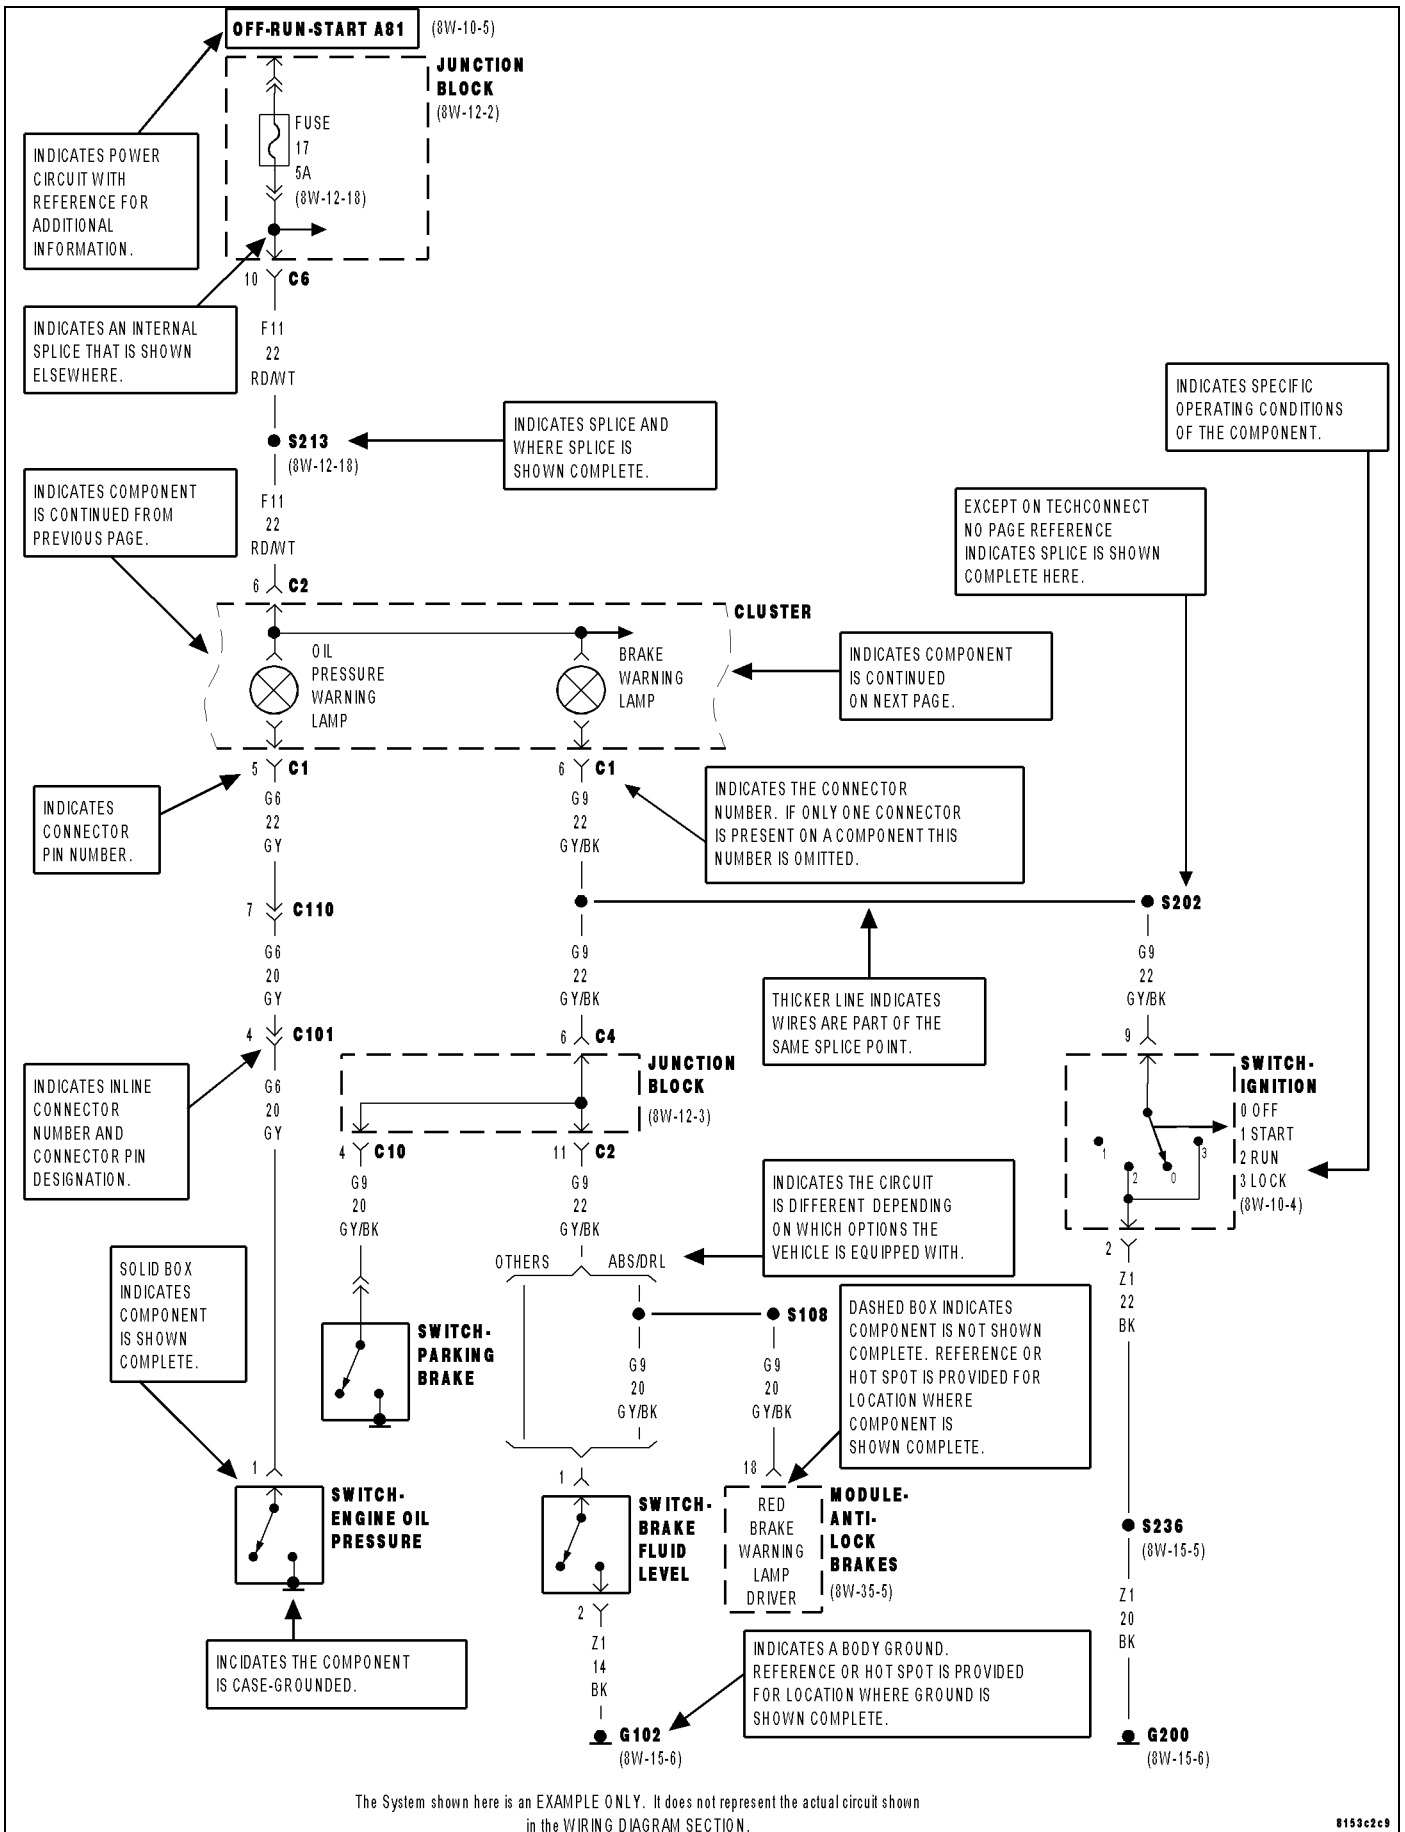 OFF-RUN-START A81
(8W-10-5)
JUNCTION
BLOCK
(8W-12-2)
FUSE
17
5A
(8W-12-18)
INDICATES POWER
CIRCUIT WITH
REFERENCE FOR
ADDITIONAL
INFORMATION.
10
C6
INDICATES AN INTERNAL
SPLICE THAT IS SHOWN
ELSEWHERE.
F11
22
RD/WT
INDICATES SPECIFIC
OPERATING CONDITIONS
OF THE COMPONENT.
S213
(8W-12-18)
INDICATES SPLICE AND
WHERE SPLICE IS
SHOWN COMPLETE.
INDICATES COMPONENT
IS CONTINUED FROM
PREVIOUS PAGE.
F11
22
RD/WT
EXCEPT ON TECHCONNECT
NO PAGE REFERENCE
INDICATES SPLICE IS SHOWN
COMPLETE HERE.
6
C2
CLUSTER
OIL
PRESSURE
WARNING
LAMP
BRAKE
WARNING
LAMP
INDICATES COMPONENT
IS CONTINUED
ON NEXT PAGE.
5
C1
6
C1
INDICATES
CONNECTOR
PIN NUMBER.
G6
22
GY
G9
22
GY/BK
INDICATES THE CONNECTOR
NUMBER. IF ONLY ONE CONNECTOR
IS PRESENT ON A COMPONENT THIS
NUMBER IS OMITTED.
7
C110
S202
G6
20
GY
G9
22
GY/BK
THICKER LINE INDICATES
WIRES ARE PART OF THE
SAME SPLICE POINT.
G9
22
GY/BK
4
C101
6
C4
9
INDICATES INLINE
CONNECTOR
NUMBER AND
CONNECTOR PIN
DESIGNATION.
G6
20
GY
JUNCTION
BLOCK
(8W-12-3)
SWITCH-
IGNITION
0 OFF
1 START
2 RUN
3 LOCK
(8W-10-4)
1
2
0
3
4
C10
11
C2
G9
20
GY/BK
G9
22
GY/BK
INDICATES THE CIRCUIT
IS DIFFERENT DEPENDING
ON WHICH OPTIONS THE
VEHICLE IS EQUIPPED WITH.
2
OTHERS
ABS/DRL
Z1
22
BK
SOLID BOX
INDICATES
COMPONENT
IS SHOWN
COMPLETE.
S108
DASHED BOX INDICATES
COMPONENT IS NOT SHOWN
COMPLETE. REFERENCE OR
HOT SPOT IS PROVIDED FOR
LOCATION WHERE
COMPONENT IS
SHOWN COMPLETE.
SWITCH-
PARKING
BRAKE
G9
20
GY/BK
G9
20
GY/BK
1
1
18
SWITCH-
ENGINE OIL
PRESSURE
SWITCH-
BRAKE
FLUID
LEVEL
RED
BRAKE
WARNING
LAMP
DRIVER
MODULE-
ANTI-
LOCK
BRAKES
(8W-35-5)
S236
(8W-15-5)
2
Z1
14
BK
Z1
20
BK
INCIDATES THE COMPONENT
IS CASE-GROUNDED.
INDICATES A BODY GROUND.
REFERENCE OR HOT SPOT IS PROVIDED
FOR LOCATION WHERE GROUND IS
SHOWN COMPLETE.
G102
(8W-15-6)
G200
(8W-15-6)
The System shown here is an EXAMPLE ONLY. It does not represent the actual circuit shown
in the WIRING DIAGRAM SECTION.
8153c2c9